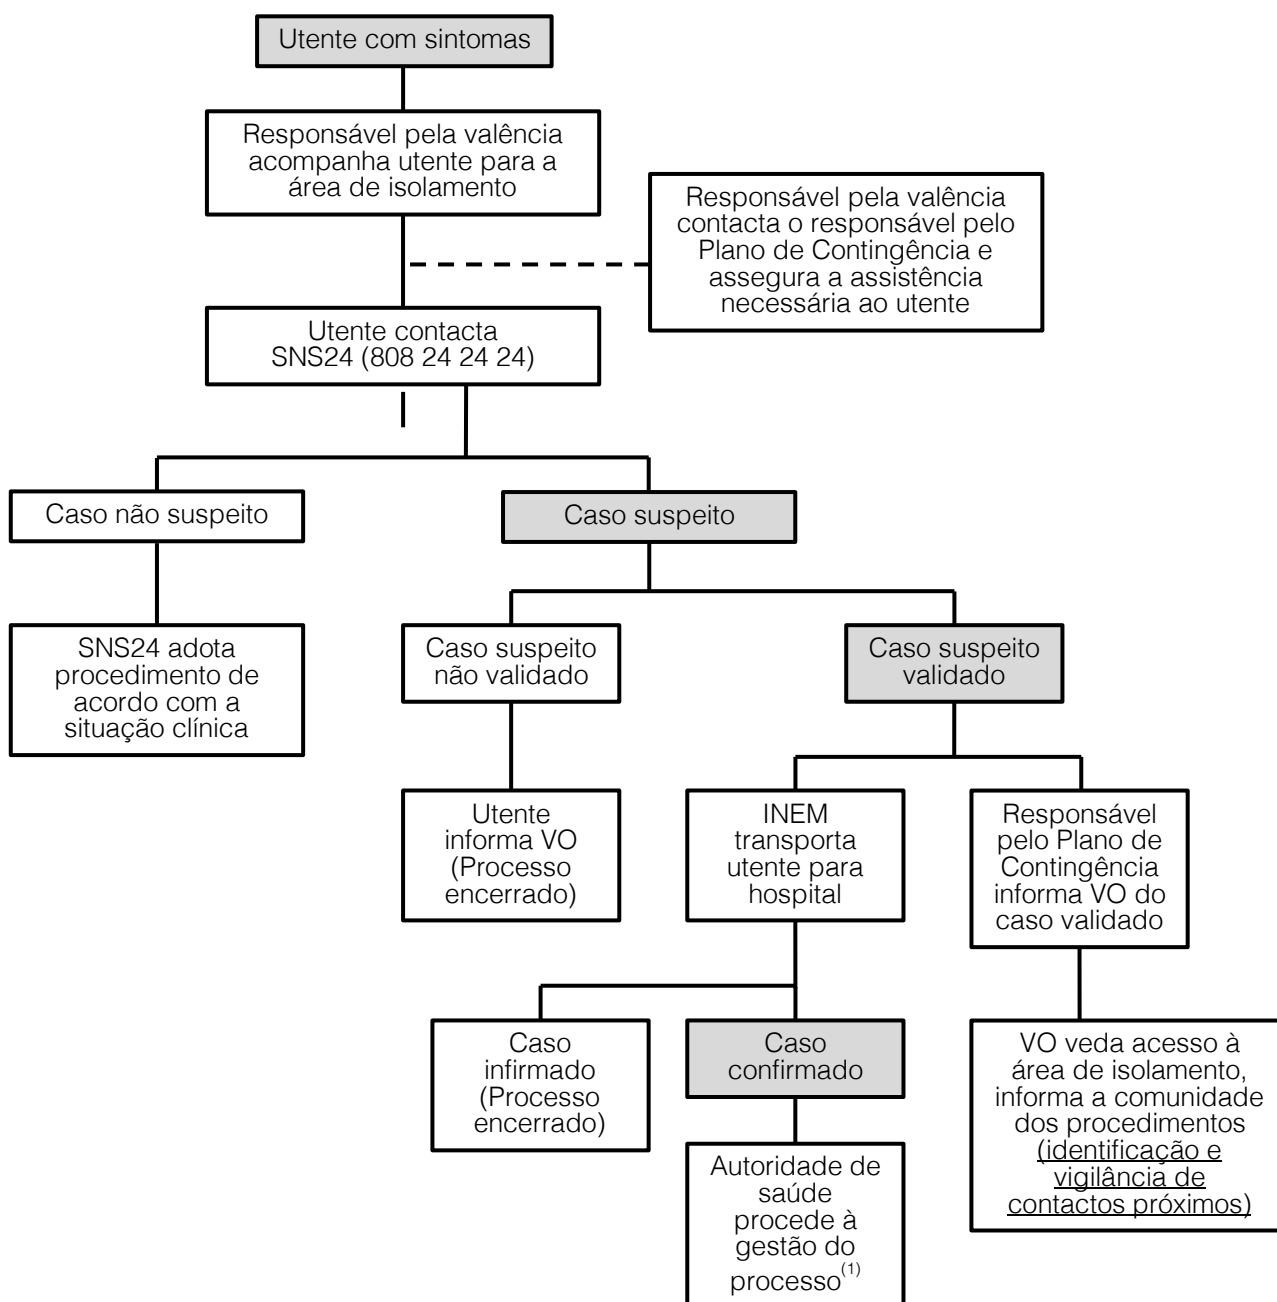 Utente com sintomas
Responsável pela valência
acompanha utente para a
área de isolamento
Responsável pela valência
contacta o responsável pelo
Plano de Contingência e
assegura a assistência
necessária ao utente
Utente contacta
SNS24 (808 24 24 24)
Caso não suspeito
Caso suspeito
SNS24 adota
procedimento de
acordo com a
situação clínica
Caso suspeito
não validado
Caso suspeito
validado
Utente
informa VO
(Processo
encerrado)
INEM
transporta
utente para
hospital
Responsável
pelo Plano de
Contingência
informa VO do
caso validado
Caso
infirmado
(Processo
encerrado)
Caso
confirmado
VO veda acesso à
área de isolamento,
informa a comunidade
dos procedimentos
(identificação e
vigilância de
contactos próximos)
Autoridade de
saúde
procede à
gestão do
processo(1)